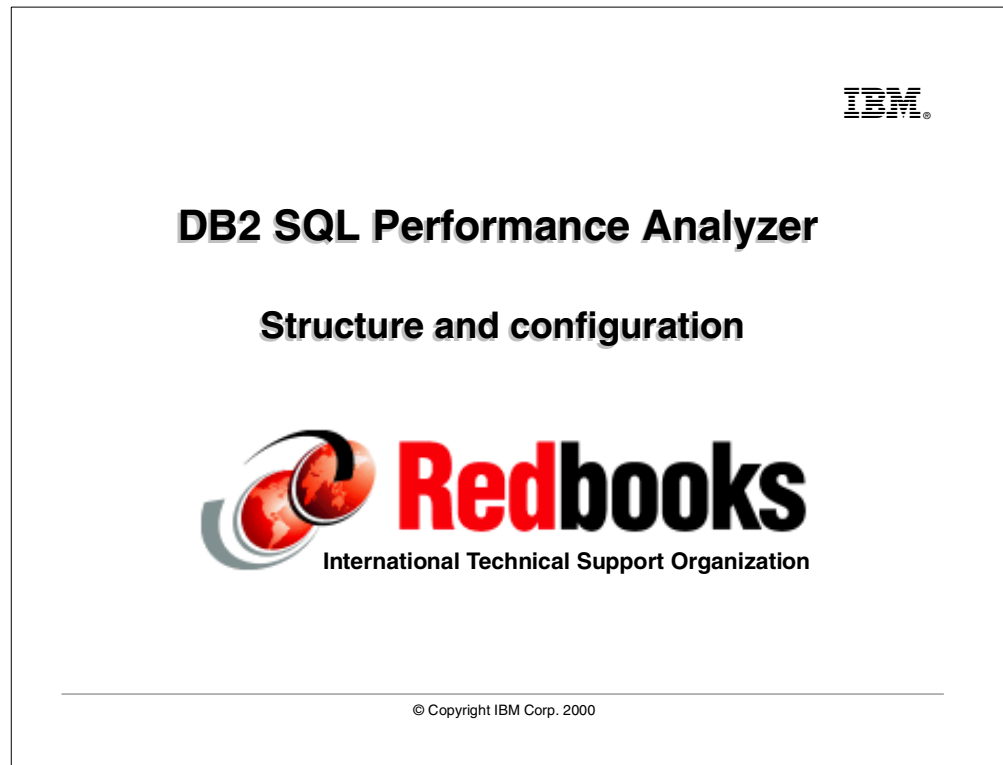 IBM®
DB2 SQL Performance Analyzer
Structure and configuration
Redbooks
International Technical Support Organization
© Copyright IBM Corp. 2000